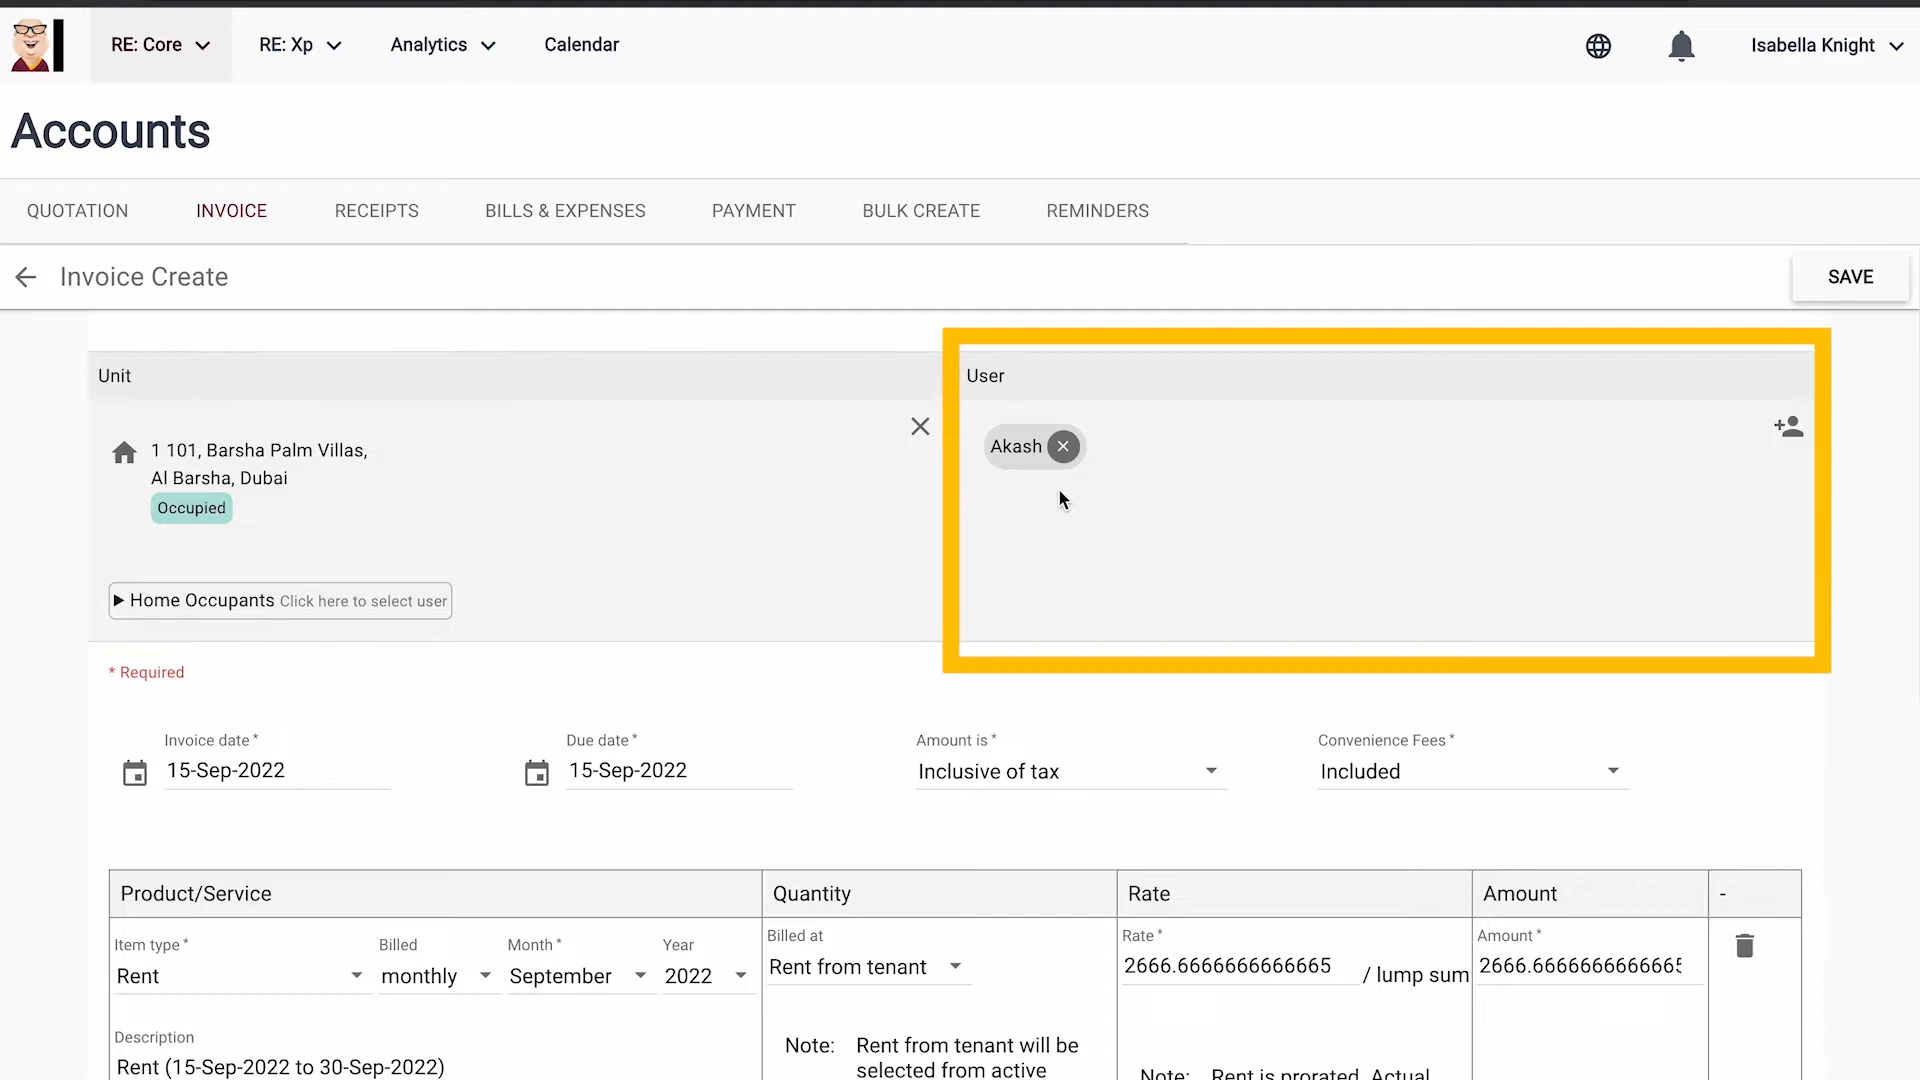 RE: Core
RE: Xp
Analytics
Calendar
Isabella Knight
Accounts
QUOTATION
INVOICE
RECEIPTS
BILLS & EXPENSES
PAYMENT
BULK CREATE
REMINDERS
Invoice Create
SAVE
Unit
User
1 101, Barsha Palm Villas,
Al Barsha, Dubai
Occupied
Akash
Home Occupants Click here to select user
* Required
Invoice date *
15-Sep-2022
Due date *
15-Sep-2022
Amount is *
Inclusive of tax
Convenience Fees *
Included
Product/Service
Quantity
Rate
Amount
-
Item type *
Rent
Billed
monthly
Month *
September
Year
2022
Billed at
Rent from tenant
Rate *
2666.6666666666665
/ lump sum
Amount *
2666.666666666666
Description
Rent (15-Sep-2022 to 30-Sep-2022)
Note: Rent from tenant will be
selected from active
Note: Rent is prorated. Actual